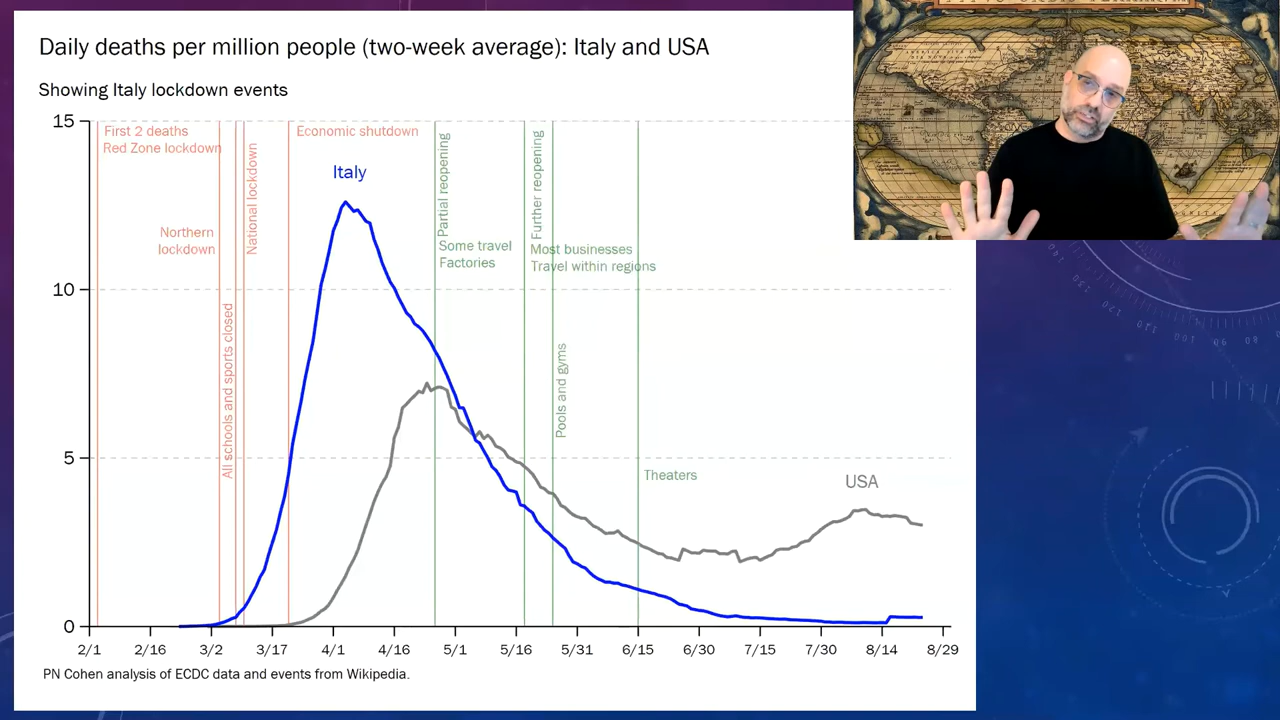 Daily deaths per million people (two-week average): Italy and USA
Showing Italy lockdown events
15
10
5
0
First 2 deaths
Red Zone lockdown
Northern
lockdown
All schools and sports closed
National lockdown
Economic shutdown
Italy
Partial reopening
Some travel
Factories
Further reopening
Most businesses
Travel within regions
Pools and gyms
Theaters
USA
2/1 2/16 3/2 3/17 4/1 4/16 5/1 5/16 5/31 6/15 6/30 7/15 7/30 8/14 8/29
PN Cohen analysis of ECDC data and events from Wikipedia.